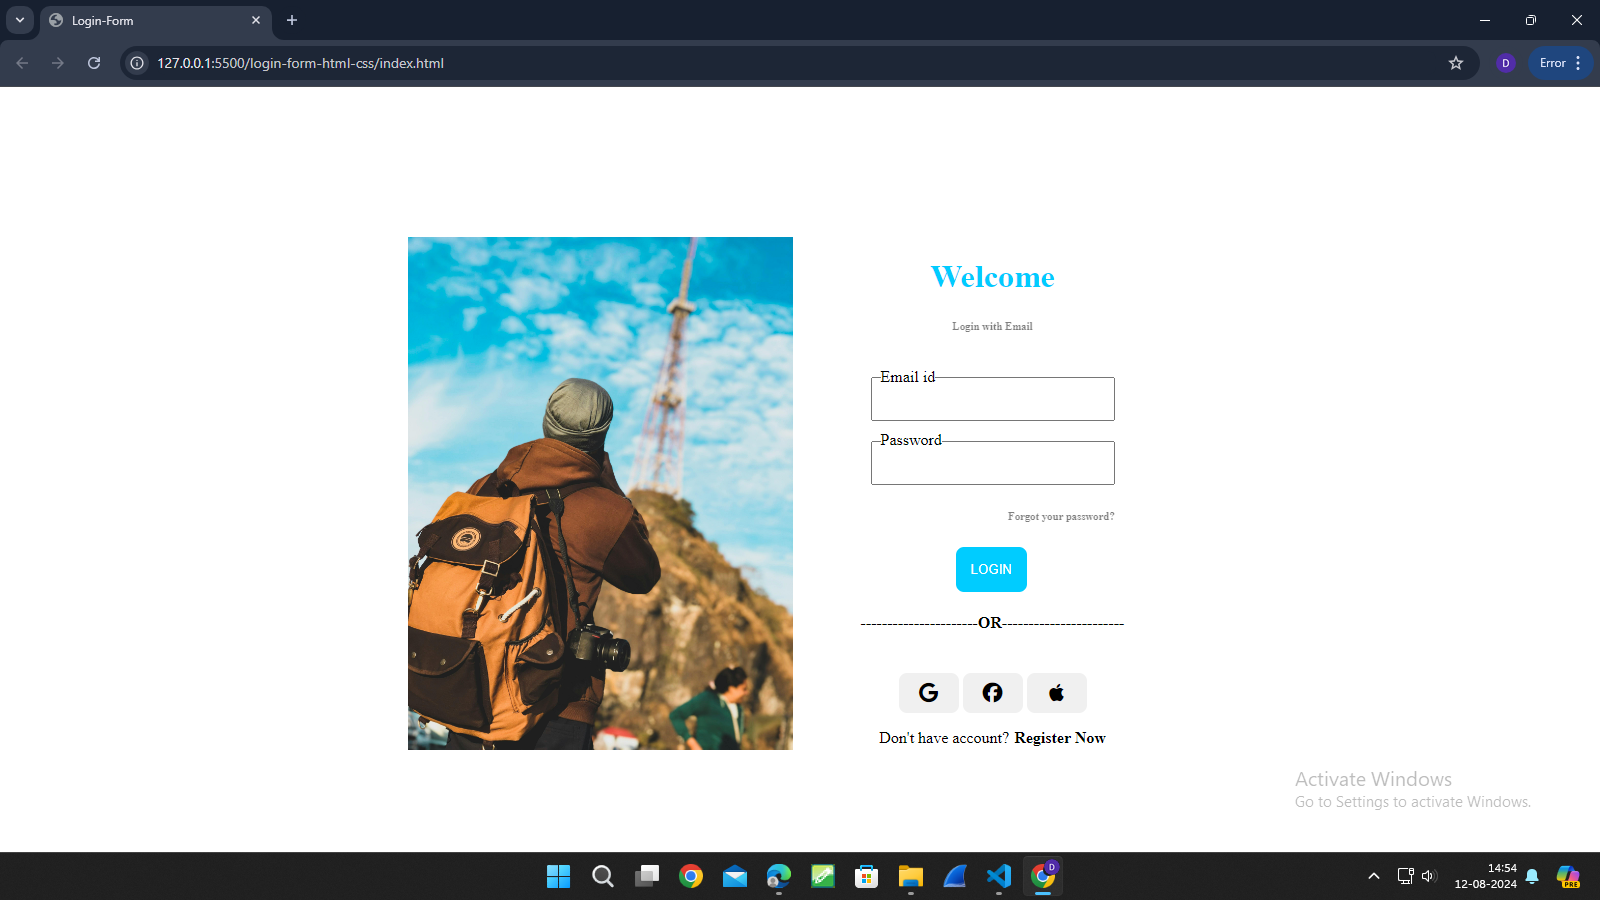 Login-Form
127.0.0.1:5500/login-form-html-css/index.html
D
Error
Welcome
Login with Email
Email id
Password
Forgot your password?
LOGIN
-----------------------OR------------------------
Don't have account? Register Now
Activate Windows
Go to Settings to activate Windows.
D
14:54
12-08-2024
PRE